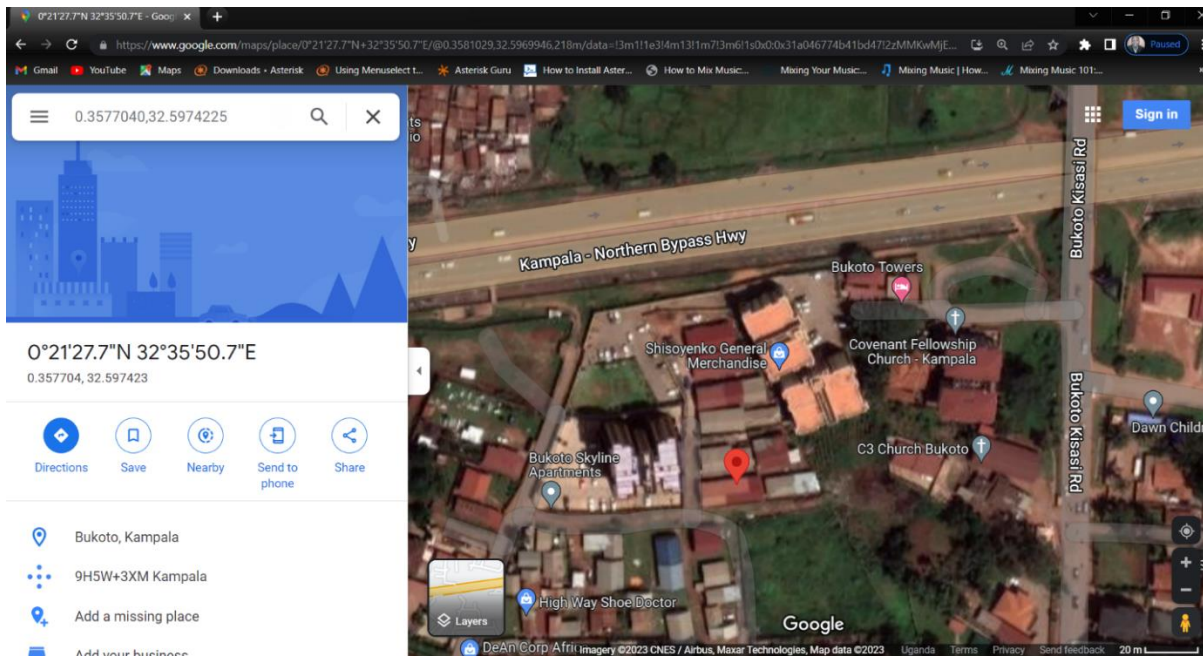 0°21'27.7"N 32°35'50.7"E - Goog
https://www.google.com/maps/place/0°21'27.7"N+32°35'50.7"E/@0.3581029,32.5969946,218m/data=!3m1!1e3!4m13!1m7!3m6!1s0x0:0x31a046774b41bd47!2zMMKwMjE...
Paused
Gmail
YouTube
Maps
Downloads • Asterisk
Using Menuselect t...
Asterisk Guru
How to Install Aster...
How to Mix Music:...
Mixing Your Music:...
Mixing Music | How...
Mixing Music 101:...
0.3577040,32.5974225
0°21'27.7"N 32°35'50.7"E
0.357704, 32.597423
Directions
Save
Nearby
Send to
phone
Share
Bukoto, Kampala
9H5W+3XM Kampala
Add a missing place
Add your business
Sign in
Bukoto Kisasi Rd
Kampala - Northern Bypass Hwy
Bukoto Towers
Shisoyenko General
Merchandise
Covenant Fellowship
Church - Kampala
Bukoto Kisasi Rd
Dawn Childr
C3 Church Bukoto
Bukoto Skyline
Apartments
High Way Shoe Doctor
Layers
Google
DeAn Corp Afri
Imagery ©2023 CNES / Airbus, Maxar Technologies, Map data ©2023
Uganda
Terms
Privacy
Send feedback
20 m